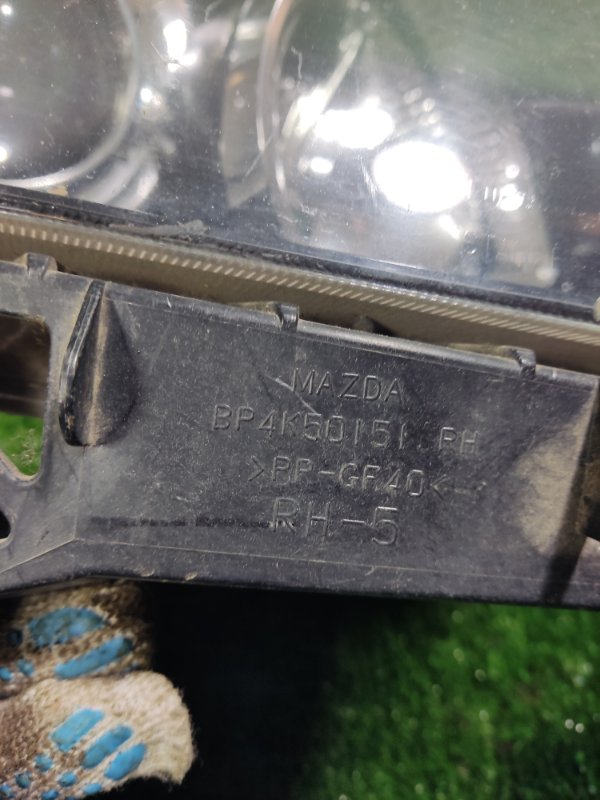 MAZDA
BP4K50151 RH
>PP-GF40<
RH-5